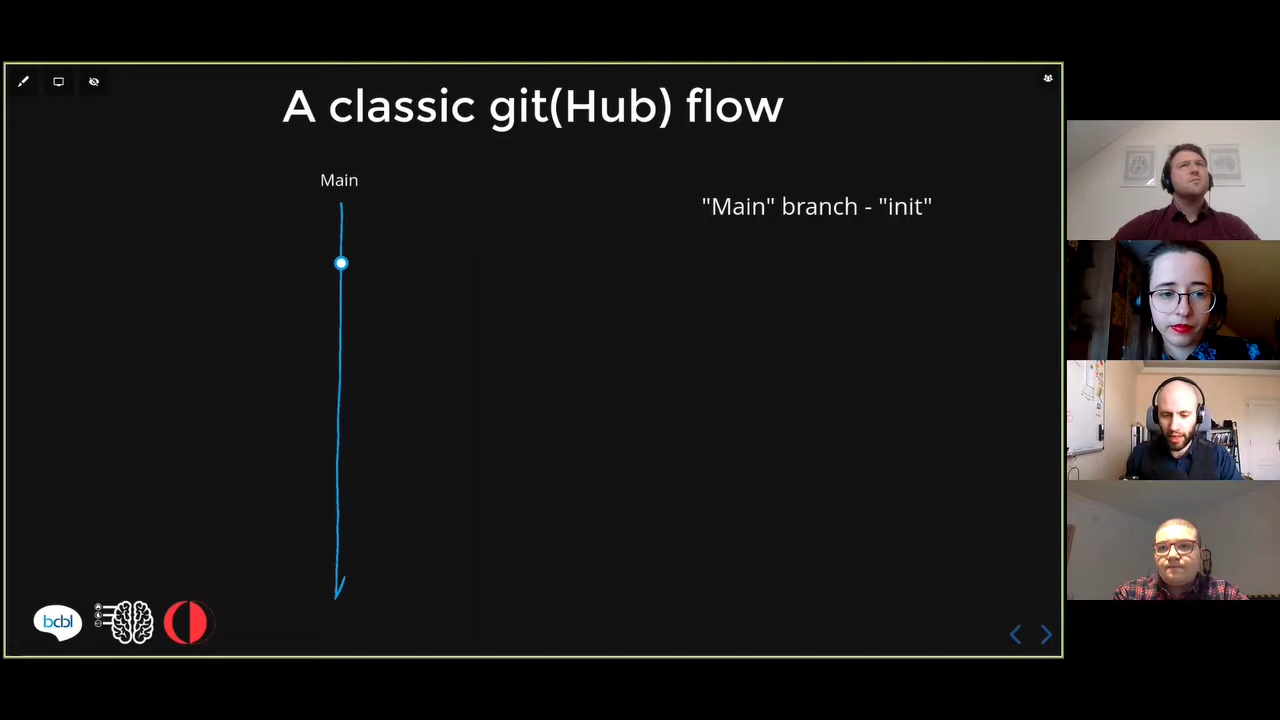 A classic git(Hub) flow
Main
"Main" branch - "init"
bcbl